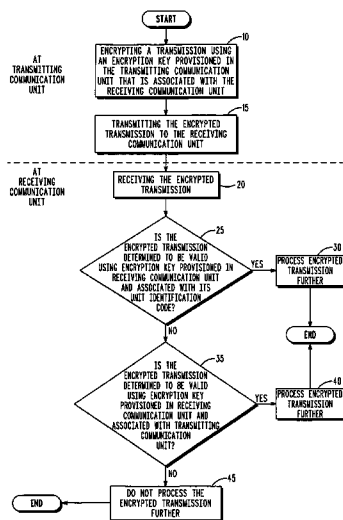 START
AT
TRANSMITTING
COMMUNICATION
UNIT
10
ENCRYPTING A TRANSMISSION USING
AN ENCRYPTION KEY PROVISIONED IN
THE TRANSMITTING COMMUNICATION
UNIT THAT IS ASSOCIATED WITH THE
RECEIVING COMMUNICATION UNIT
15
TRANSMITTING THE ENCRYPTED
TRANSMISSION TO THE RECEIVING
COMMUNICATION UNIT
AT
RECEIVING
COMMUNICATION
UNIT
RECEIVING THE ENCRYPTED
TRANSMISSION
20
25
IS THE
ENCRYPTED TRANSMISSION
DETERMINED TO BE VALID
USING ENCRYPTION KEY PROVISIONED IN
RECEIVING COMMUNICATION UNIT
AND ASSOCIATED WITH ITS
UNIT IDENTIFICATION
CODE?
YES
30
PROCESS ENCRYPTED
TRANSMISSION
FURTHER
END
NO
35
IS THE
ENCRYPTED TRANSMISSION
DETERMINED TO BE VALID
USING ENCRYPTION KEY
PROVISIONED IN RECEIVING
COMMUNICATION UNIT AND
ASSOCIATED WITH TRANSMITTING
COMMUNICATION
UNIT?
YES
40
PROCESS ENCRYPTED
TRANSMISSION
FURTHER
NO
45
DO NOT PROCESS THE
ENCRYPTED TRANSMISSION
FURTHER
END